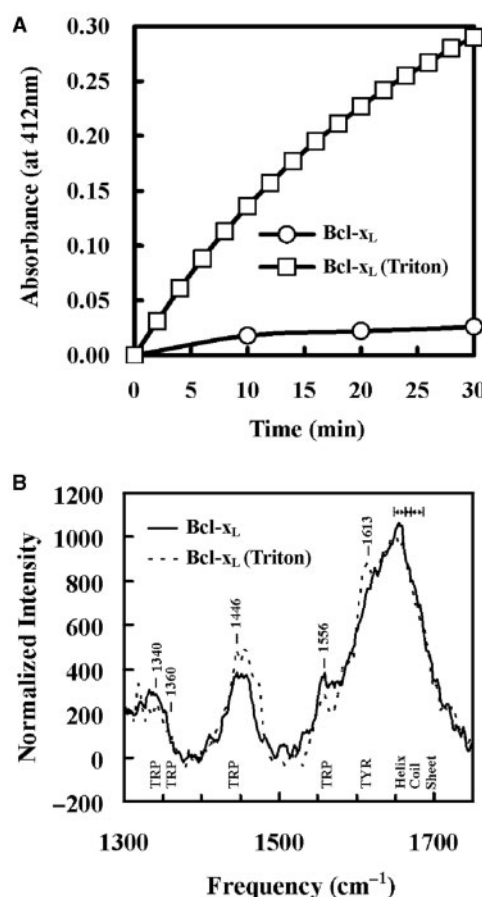 A
Absorbance (at 412nm)
0.30
0.25
0.20
0.15
0.10
0.05
0.00
Bcl-xL
Bcl-xL (Triton)
0 5 10 15 20 25 30
Time (min)
B
Normalized Intensity
1200
1000
800
600
400
200
0
−200
Bcl-xL
Bcl-xL (Triton)
1340
1360
1446
1556
1613
TRP
TRP
TRP
TRP
TYR
Helix
Coil
Sheet
1300 1500 1700
Frequency (cm−1)